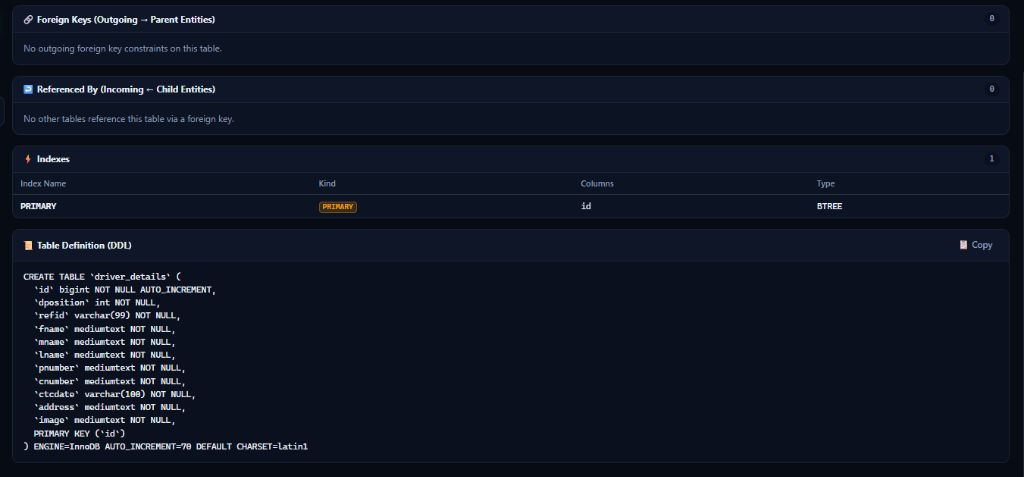 Foreign Keys (Outgoing → Parent Entities) 0
No outgoing foreign key constraints on this table.
Referenced By (Incoming ← Child Entities) 0
No other tables reference this table via a foreign key.
Indexes 1
Index Name Kind Columns Type
PRIMARY PRIMARY id BTREE
Table Definition (DDL) Copy
CREATE TABLE `driver_details` (
  `id` bigint NOT NULL AUTO_INCREMENT,
  `dposition` int NOT NULL,
  `refid` varchar(99) NOT NULL,
  `fname` mediumtext NOT NULL,
  `mname` mediumtext NOT NULL,
  `lname` mediumtext NOT NULL,
  `pnumber` mediumtext NOT NULL,
  `cnumber` mediumtext NOT NULL,
  `ctcdate` varchar(100) NOT NULL,
  `address` mediumtext NOT NULL,
  `image` mediumtext NOT NULL,
  PRIMARY KEY (`id`)
) ENGINE=InnoDB AUTO_INCREMENT=70 DEFAULT CHARSET=latin1